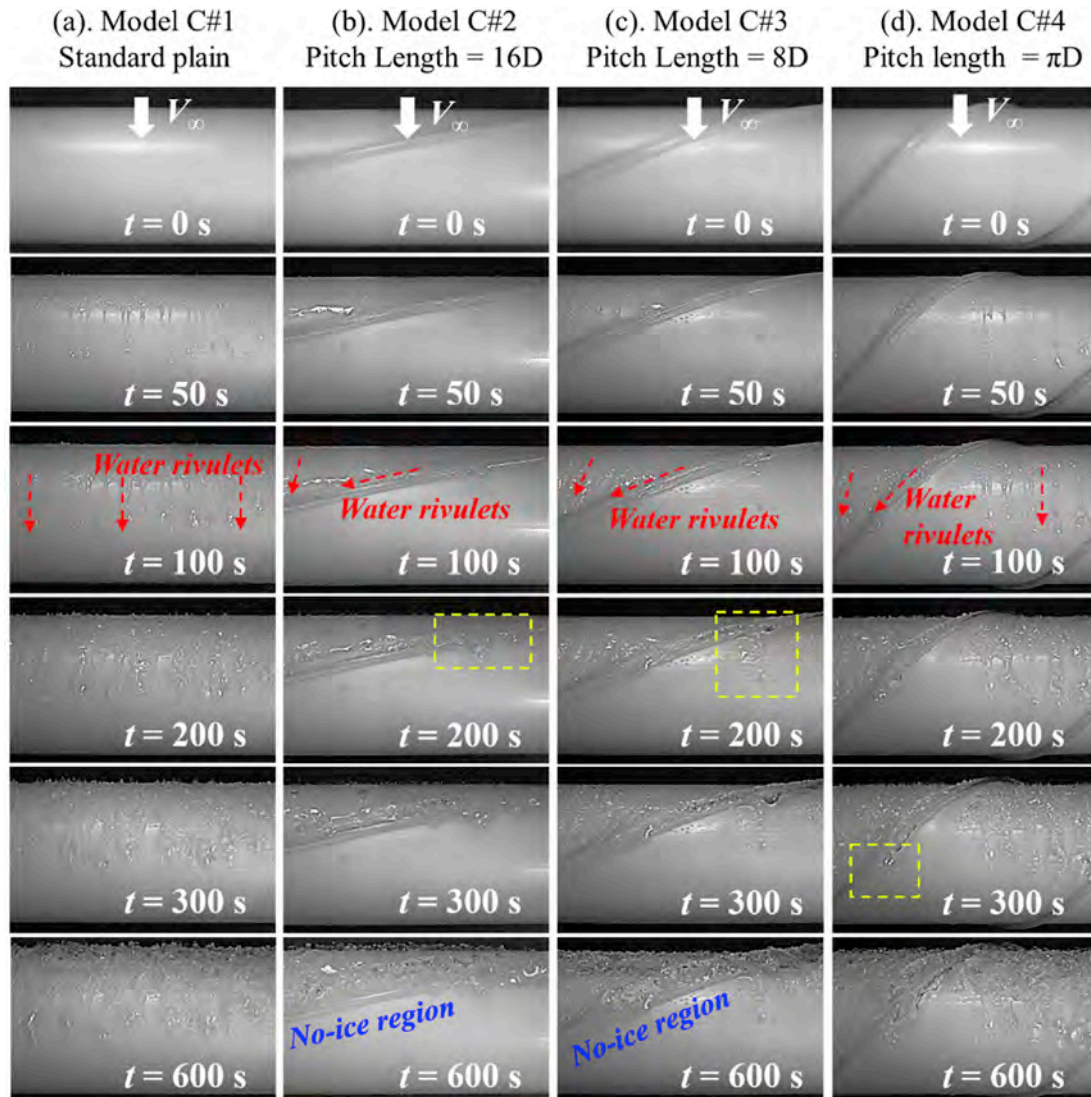 (a). Model C#1
Standard plain
(b). Model C#2
Pitch Length = 16D
(c). Model C#3
Pitch Length = 8D
(d). Model C#4
Pitch length = πD
V∞
V∞
V∞
t = 0 s
t = 0 s
t = 0 s
t = 0 s
t = 50 s
t = 50 s
t = 50 s
t = 50 s
Water rivulets
Water rivulets
Water rivulets
Water
rivulets
t = 100 s
t = 100 s
t = 100 s
t = 100 s
t = 200 s
t = 200 s
t = 200 s
t = 200 s
t = 300 s
t = 300 s
t = 300 s
t = 300 s
No-ice region
No-ice region
t = 600 s
t = 600 s
t = 600 s
t = 600 s